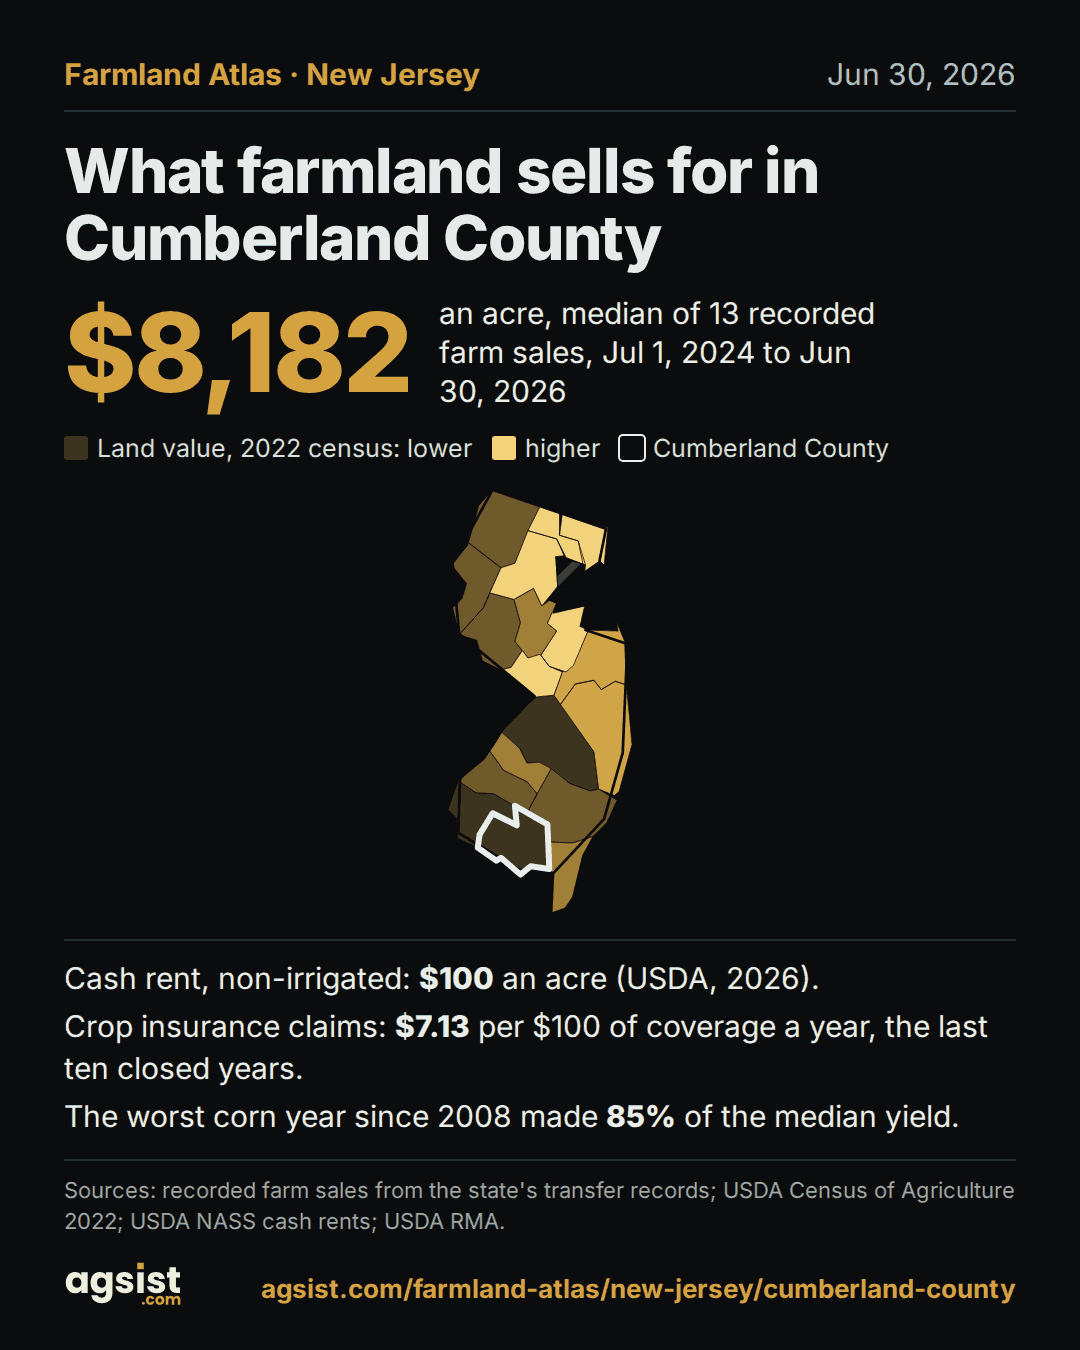 Farmland Atlas · New Jersey
Jun 30, 2026
What farmland sells for in
Cumberland County
$8,182
an acre, median of 13 recorded
farm sales, Jul 1, 2024 to Jun
30, 2026
Land value, 2022 census: lower
higher
Cumberland County
Cash rent, non-irrigated: $100 an acre (USDA, 2026).
Crop insurance claims: $7.13 per $100 of coverage a year, the last
ten closed years.
The worst corn year since 2008 made 85% of the median yield.
Sources: recorded farm sales from the state's transfer records; USDA Census of Agriculture
2022; USDA NASS cash rents; USDA RMA.
agsist
.com
agsist.com/farmland-atlas/new-jersey/cumberland-county